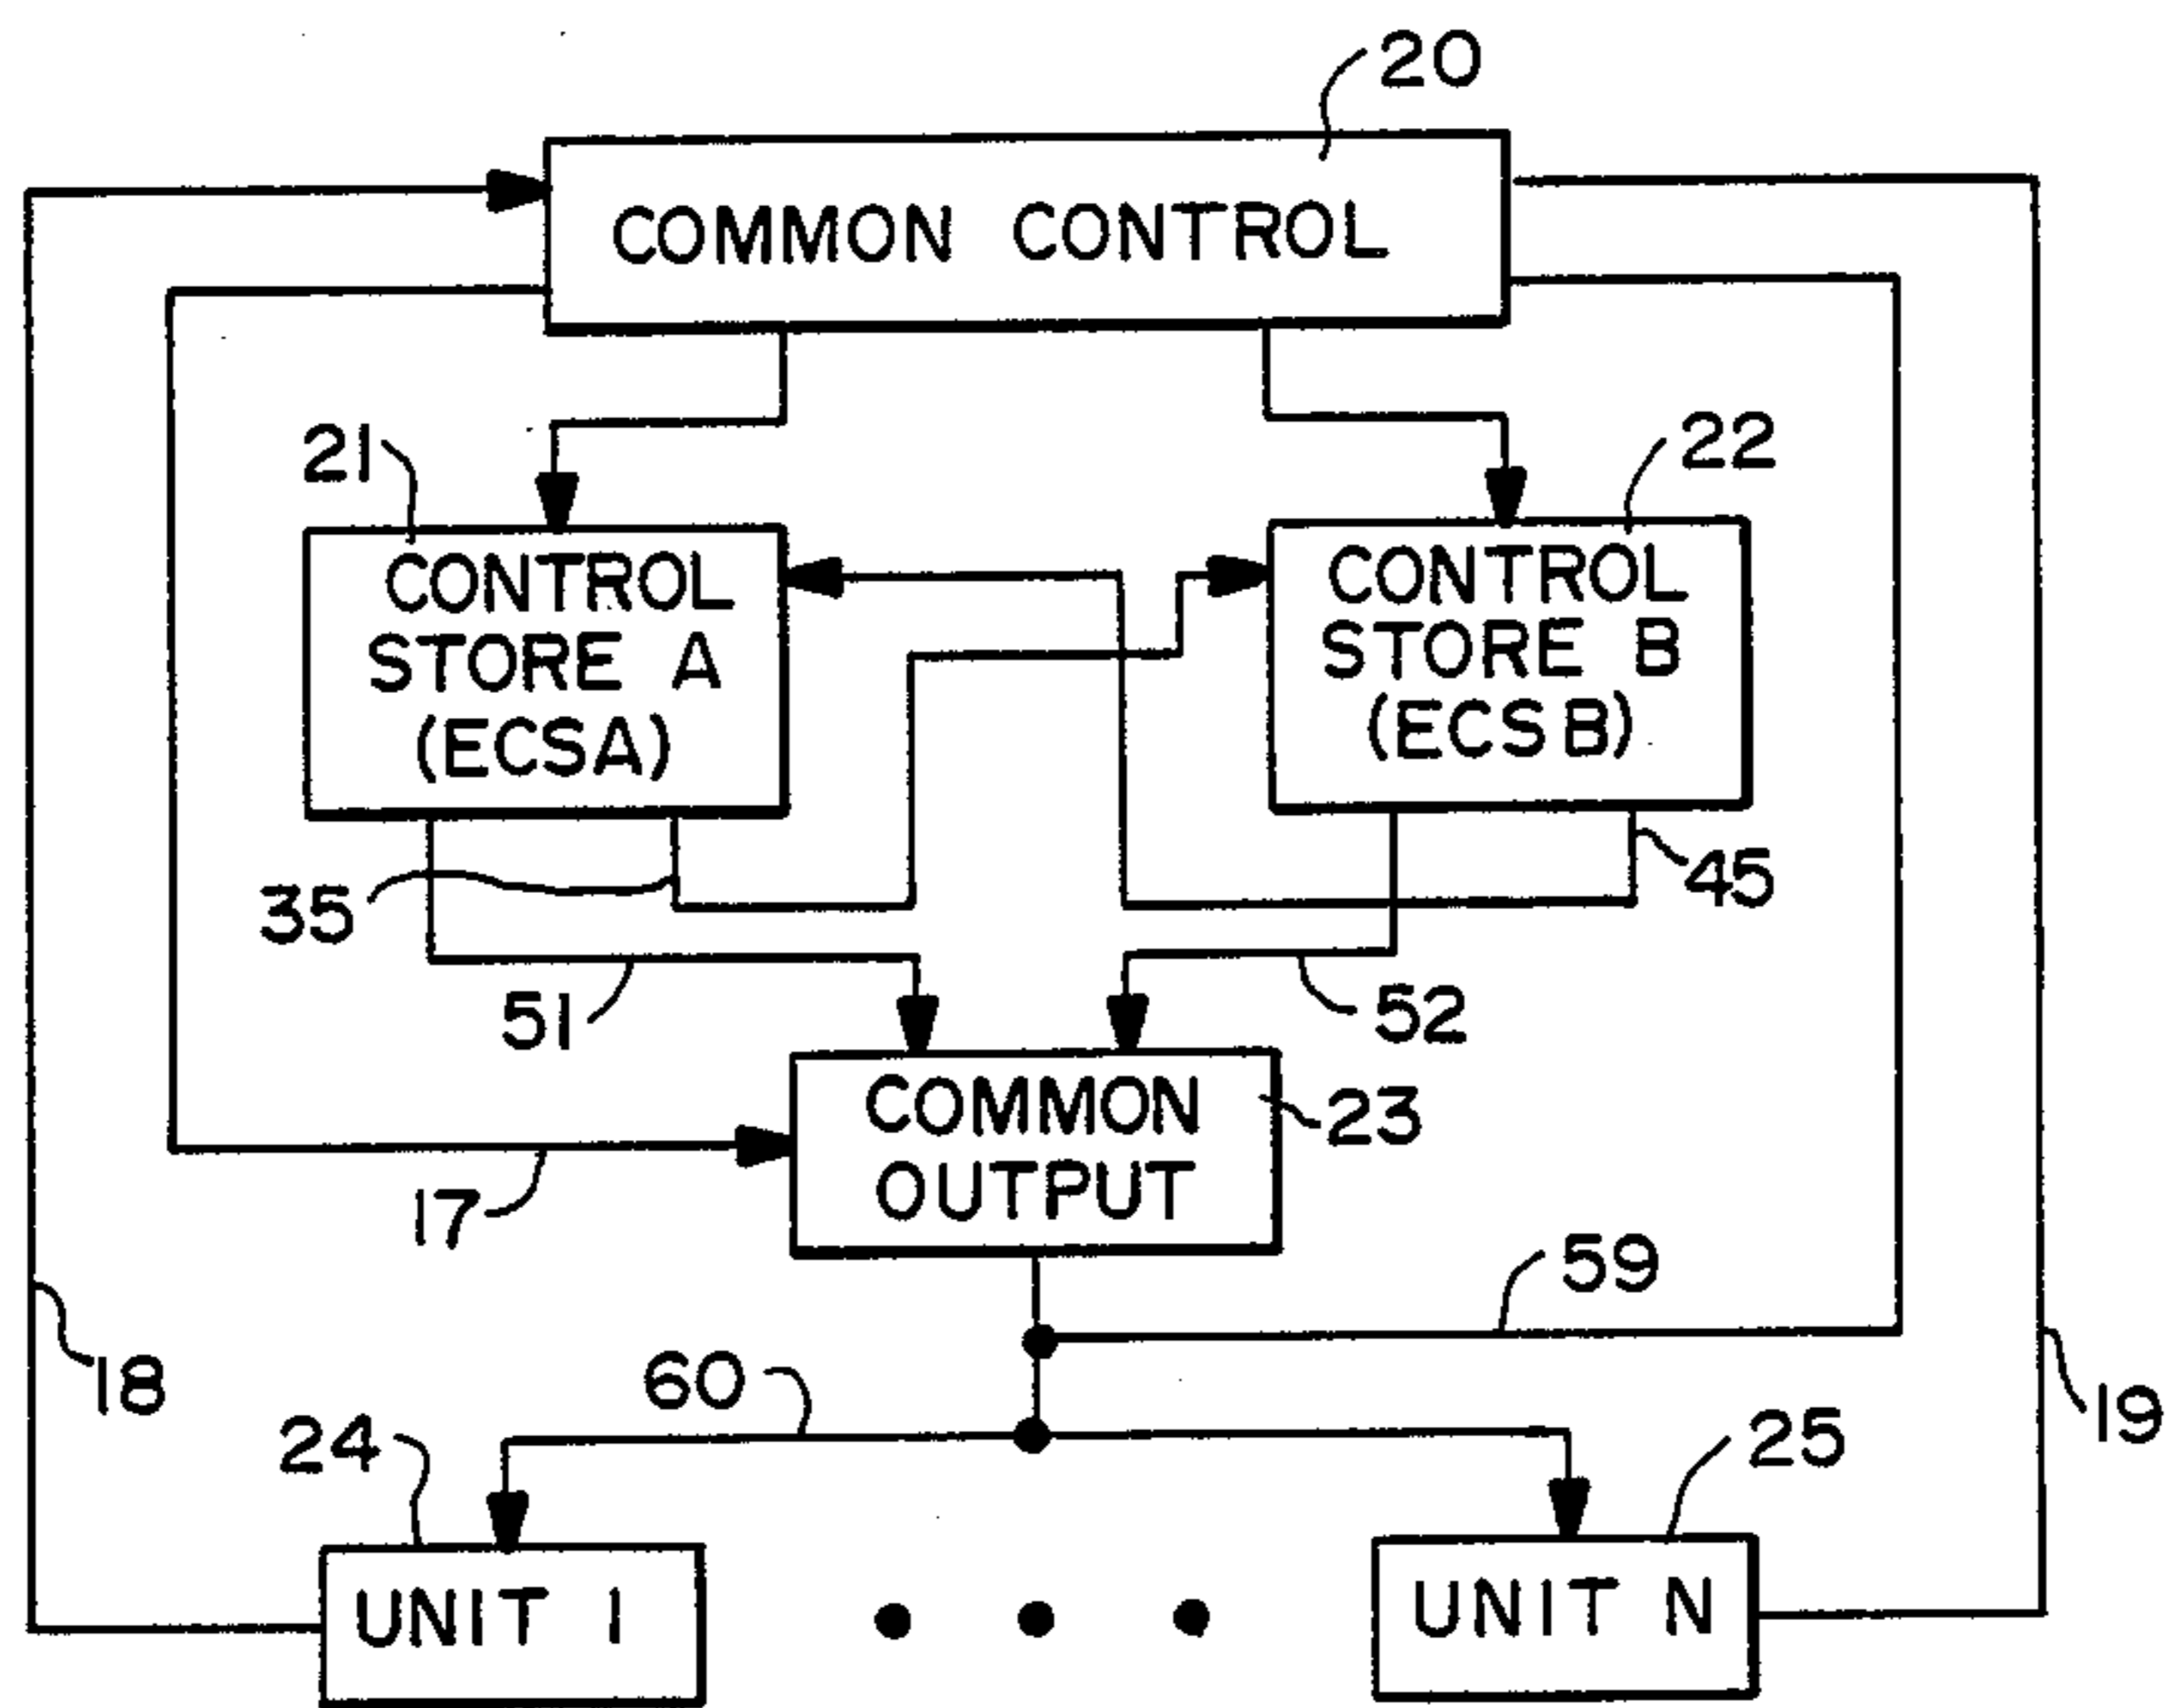 20
COMMON CONTROL
21
22
CONTROL
STORE A
(ECSA)
CONTROL
STORE B
(ECS B)
35
45
51
52
COMMON
OUTPUT
23
17
59
18
60
19
24
25
UNIT 1
UNIT N